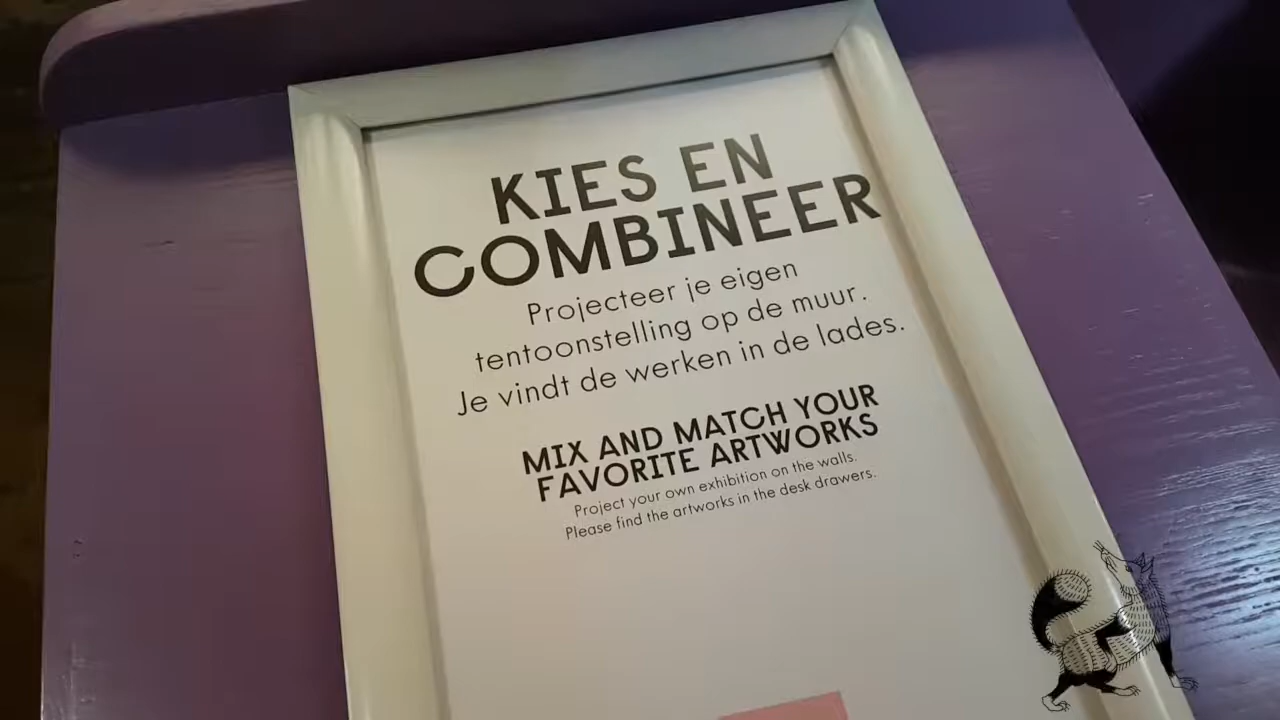 KIES EN
COMBINEER
Projecteer je eigen
tentoonstelling op de muur.
Je vindt de werken in de lades.
MIX AND MATCH YOUR
FAVORITE ARTWORKS
Project your own exhibition on the walls.
Please find the artworks in the desk drawers.